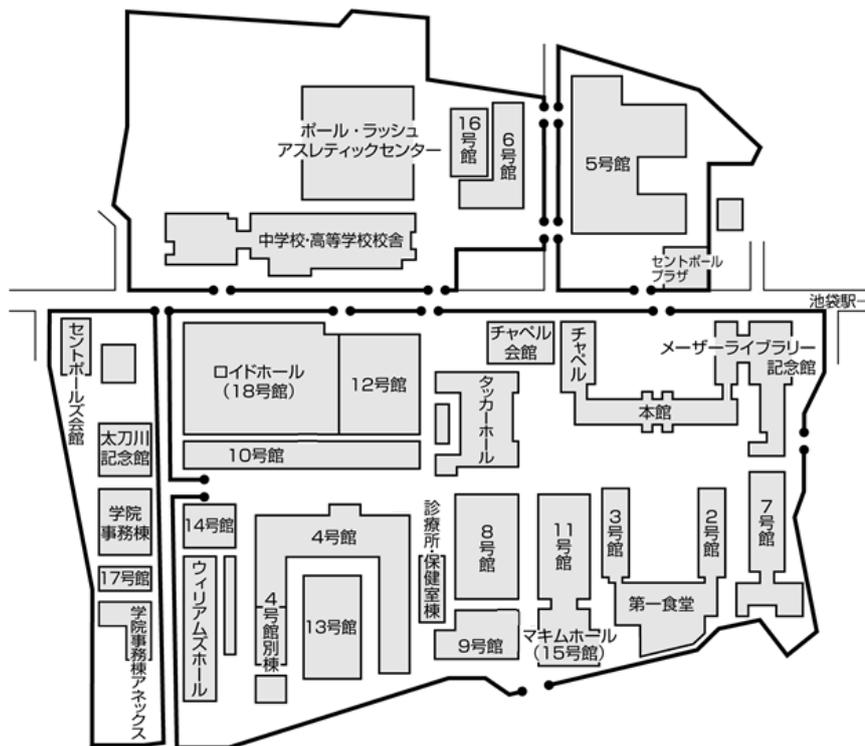 ポール・ラッシュ
アスレティックセンター
16号館
6号館
5号館
中学校・高等学校校舎
セントポール
プラザ
池袋駅
セントポールズ会館
ロイドホール
(18号館)
12号館
チャペル
会館
チャペル
メーザーライブラリー
記念館
本館
タッカーホール
太刀川
記念館
10号館
学院
事務棟
14号館
4号館
診療所・保健室棟
8号館
11号館
3号館
2号館
7号館
17号館
ウィリアムズホール
4号館別棟
13号館
第一食堂
学院事務棟アネックス
9号館
マキムホール
(15号館)